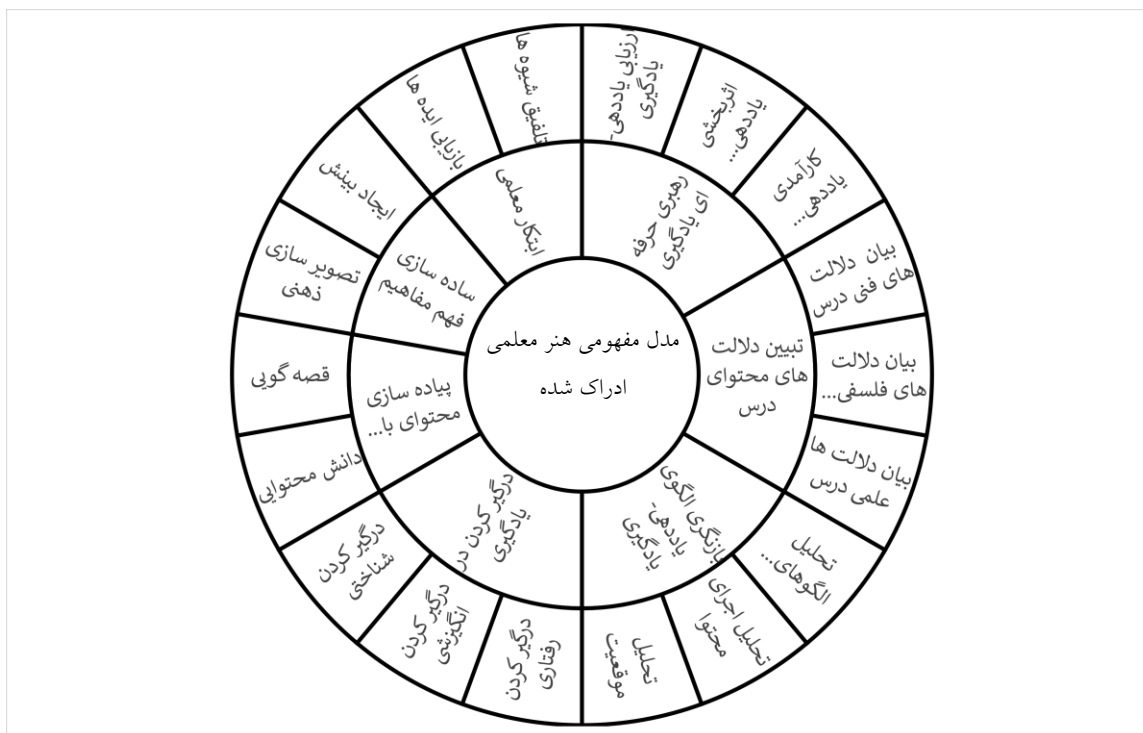 مدل مفهومی هنر معلمی
ادراک شده
رهبری حرفه
ای یادگیری
تبیین دلالت
های محتوای
درس
بازنگری الگوی
یاددهی-
یادگیری
درگیر کردن در
یادگیری
پیاده سازی
محتوای با...
ساده سازی
فهم مفاهیم
ابتکار معلمی
ارزیابی یاددهی-
یادگیری
اثربخشی
یاددهی...
کارآمدی
یاددهی...
بیان دلالت
های فنی درس
بیان دلالت
های فلسفی...
بیان دلالت ها
علمی درس
تحلیل
الگوهای...
تحلیل اجرای
محتوا
تحلیل
موقعیت
درگیر کردن
رفتاری
درگیر کردن
انگیزشی
درگیر کردن
شناختی
دانش محتوایی
قصه گویی
تصویر سازی
ذهنی
ایجاد بینش
بازیابی ایده ها
تلفیق شیوه ها